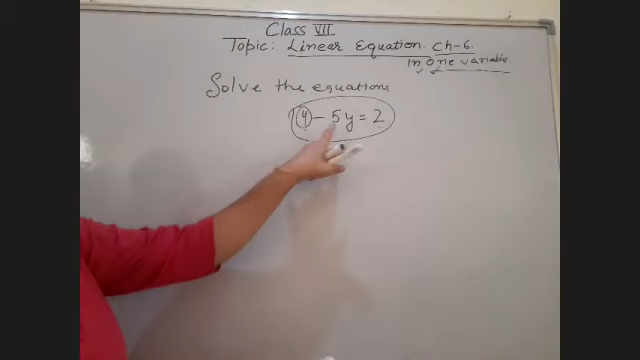 Class VII
Topic: Linear Equation. Ch-6.
in One variable
Solve the equations
4 - 5y = 2